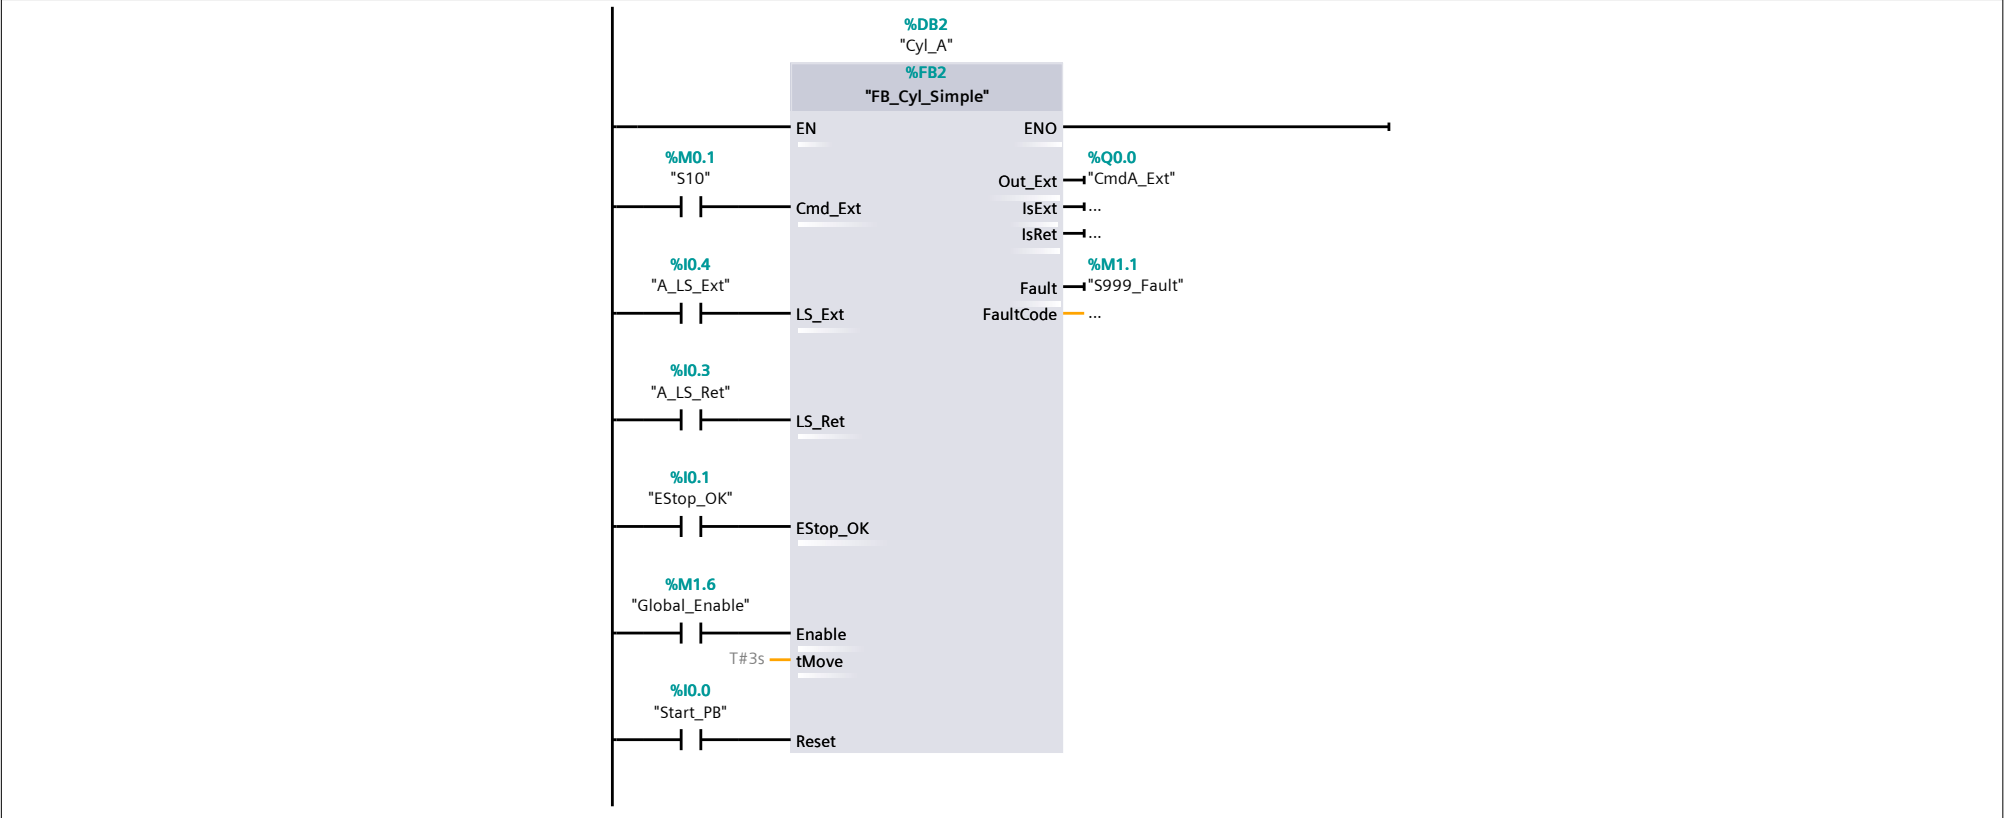 %DB2
"Cyl_A"
%FB2
"FB_Cyl_Simple"
EN
ENO
%M0.1
"S10"
Cmd_Ext
%Q0.0
Out_Ext
"CmdA_Ext"
IsExt
...
IsRet
...
%I0.4
"A_LS_Ext"
LS_Ext
%M1.1
Fault
"S999_Fault"
FaultCode
...
%I0.3
"A_LS_Ret"
LS_Ret
%I0.1
"EStop_OK"
EStop_OK
%M1.6
"Global_Enable"
Enable
T#3s
tMove
%I0.0
"Start_PB"
Reset